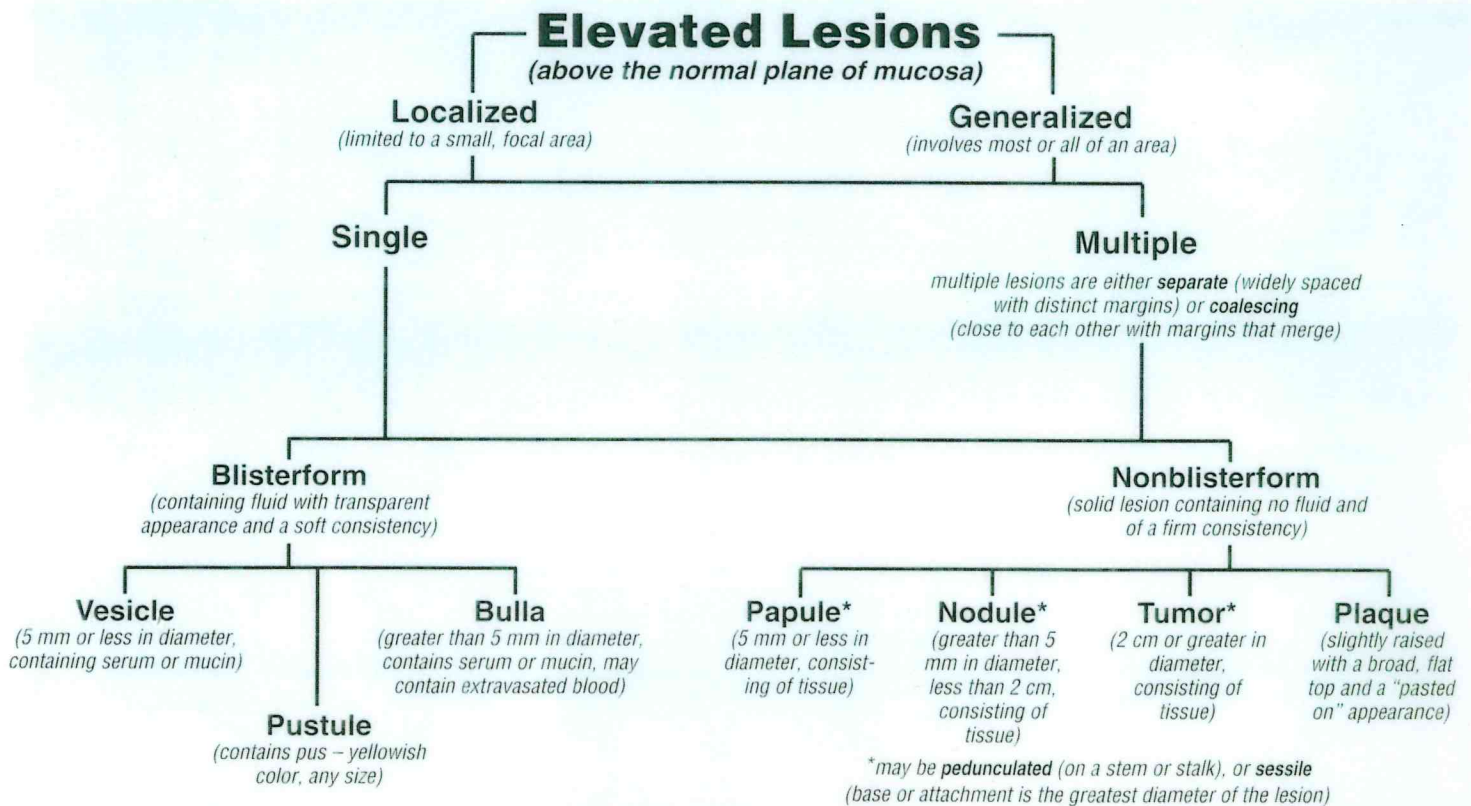 Elevated Lesions
(above the normal plane of mucosa)
Localized
(limited to a small, focal area)
Generalized
(involves most or all of an area)
Single
Multiple
multiple lesions are either separate (widely spaced
with distinct margins) or coalescing
(close to each other with margins that merge)
Blisterform
(containing fluid with transparent
appearance and a soft consistency)
Nonblisterform
(solid lesion containing no fluid and
of a firm consistency)
Vesicle
(5 mm or less in diameter,
containing serum or mucin)
Pustule
(contains pus – yellowish
color, any size)
Bulla
(greater than 5 mm in diameter,
contains serum or mucin, may
contain extravasated blood)
Papule*
(5 mm or less in
diameter, consist-
ing of tissue)
Nodule*
(greater than 5
mm in diameter,
less than 2 cm,
consisting of
tissue)
Tumor*
(2 cm or greater in
diameter,
consisting of
tissue)
Plaque
(slightly raised
with a broad, flat
top and a “pasted
on” appearance)
*may be pedunculated (on a stem or stalk), or sessile
(base or attachment is the greatest diameter of the lesion)